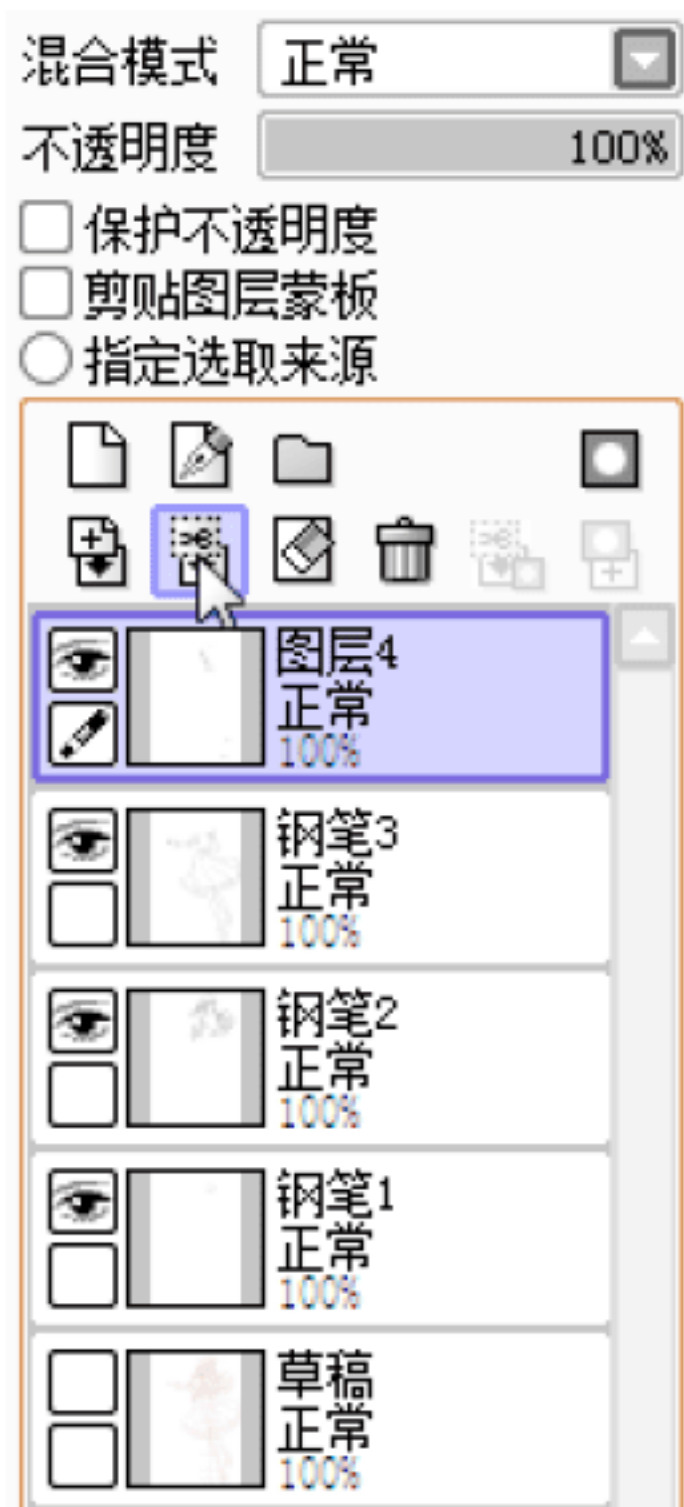 混合模式 正常
不透明度 100%
保护不透明度
剪贴图层蒙板
指定选取来源
图层4
正常
100%
钢笔3
正常
100%
钢笔2
正常
100%
钢笔1
正常
100%
草稿
正常
100%